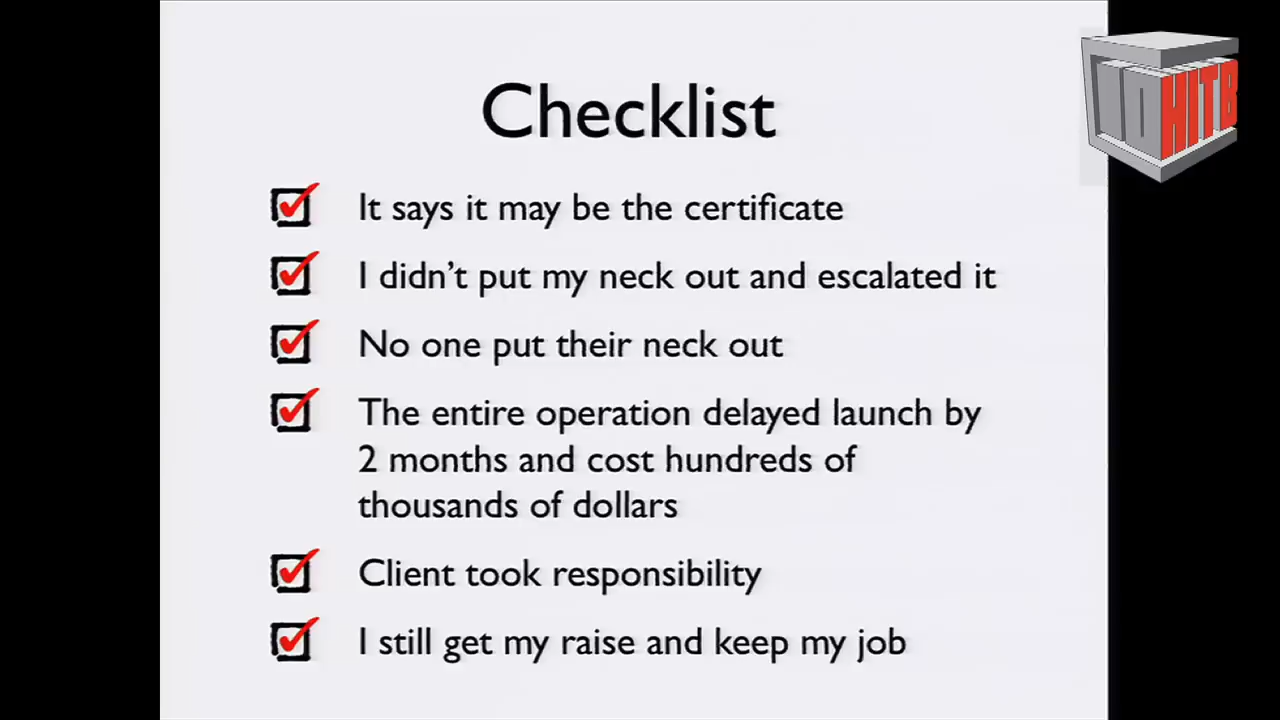 Checklist
It says it may be the certificate
I didn't put my neck out and escalated it
No one put their neck out
The entire operation delayed launch by
2 months and cost hundreds of
thousands of dollars
Client took responsibility
I still get my raise and keep my job
10
HITB